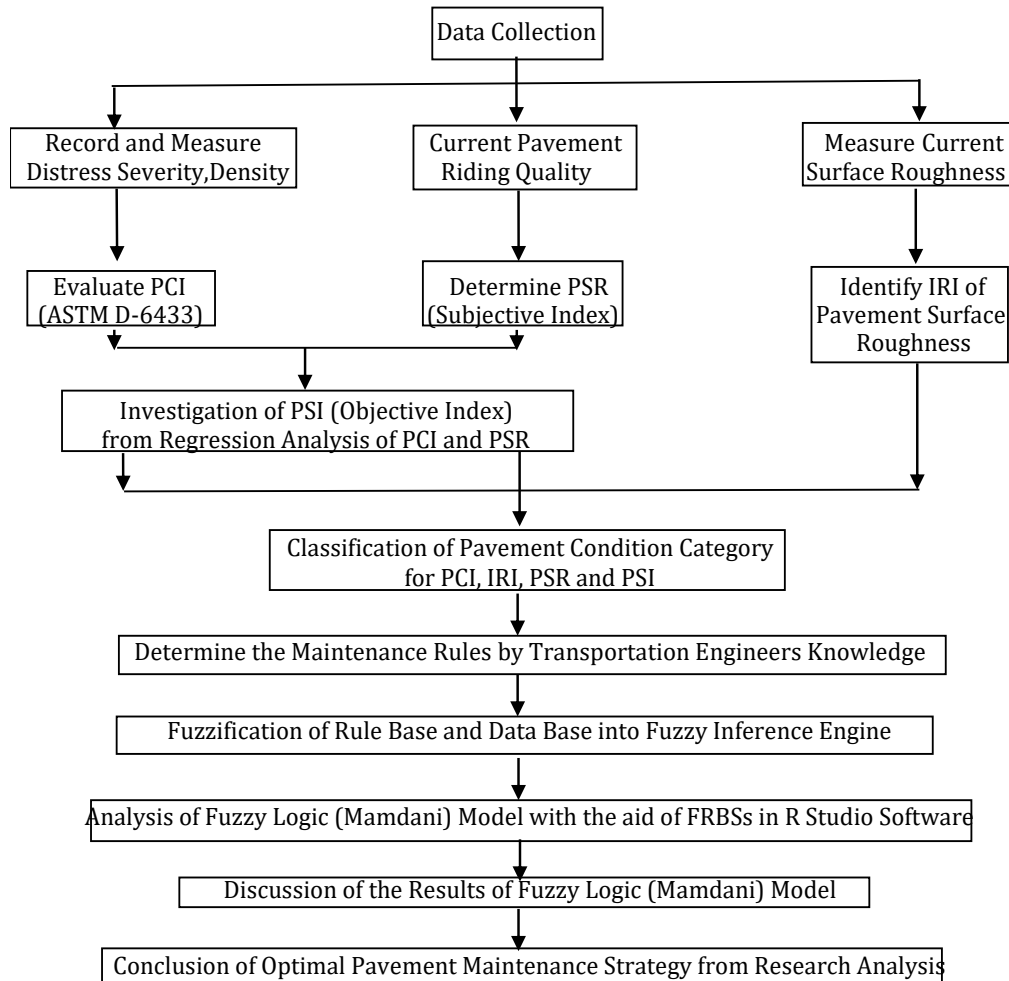 Data Collection
Record and Measure
Distress Severity,Density
Current Pavement
Riding Quality
Measure Current
Surface Roughness
Evaluate PCI
(ASTM D-6433)
Determine PSR
(Subjective Index)
Identify IRI of
Pavement Surface
Roughness
Investigation of PSI (Objective Index)
from Regression Analysis of PCI and PSR
Classification of Pavement Condition Category
for PCI, IRI, PSR and PSI
Determine the Maintenance Rules by Transportation Engineers Knowledge
Fuzzification of Rule Base and Data Base into Fuzzy Inference Engine
Analysis of Fuzzy Logic (Mamdani) Model with the aid of FRBSs in R Studio Software
Discussion of the Results of Fuzzy Logic (Mamdani) Model
Conclusion of Optimal Pavement Maintenance Strategy from Research Analysis